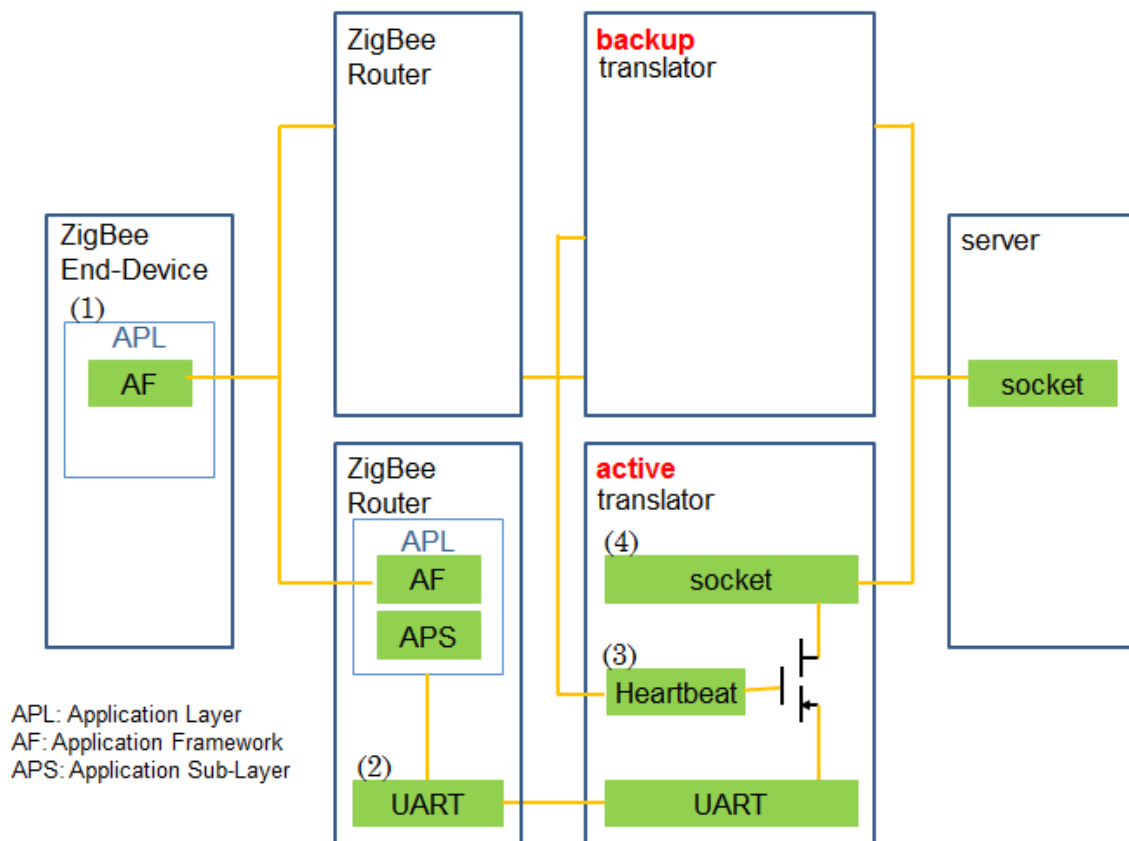 ZigBee
Router
backup
translator
ZigBee
End-Device
(1)
APL
AF
server
socket
ZigBee
Router
APL
AF
APS
(2)
UART
active
translator
(4)
socket
(3)
Heartbeat
UART
APL: Application Layer
AF: Application Framework
APS: Application Sub-Layer